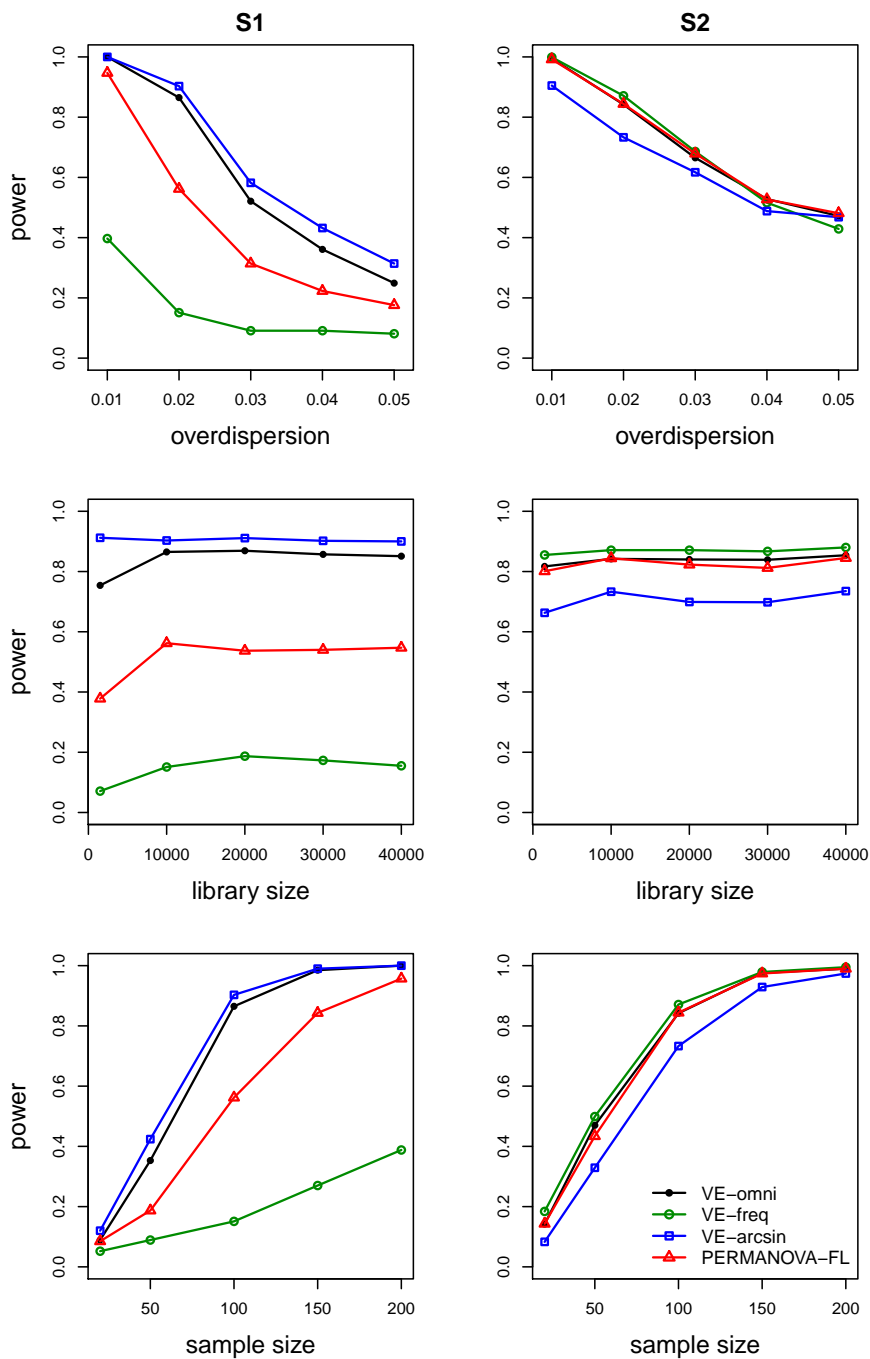 S1
S2
power
1.0
0.8
0.6
0.4
0.2
0.0
0.01 0.02 0.03 0.04 0.05
overdispersion
1.0
0.8
0.6
0.4
0.2
0.0
0.01 0.02 0.03 0.04 0.05
overdispersion
power
1.0
0.8
0.6
0.4
0.2
0.0
0 10000 20000 30000 40000
library size
1.0
0.8
0.6
0.4
0.2
0.0
0 10000 20000 30000 40000
library size
power
1.0
0.8
0.6
0.4
0.2
0.0
50 100 150 200
sample size
1.0
0.8
0.6
0.4
0.2
0.0
VE−omni
VE−freq
VE−arcsin
PERMANOVA−FL
50 100 150 200
sample size